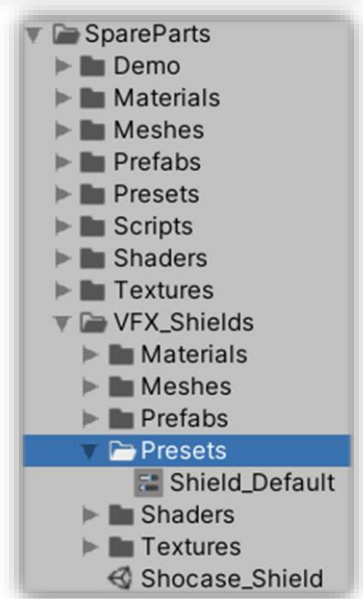 SpareParts
Demo
Materials
Meshes
Prefabs
Presets
Scripts
Shaders
Textures
VFX_Shields
Materials
Meshes
Prefabs
Presets
Shield_Default
Shaders
Textures
Shocase_Shield